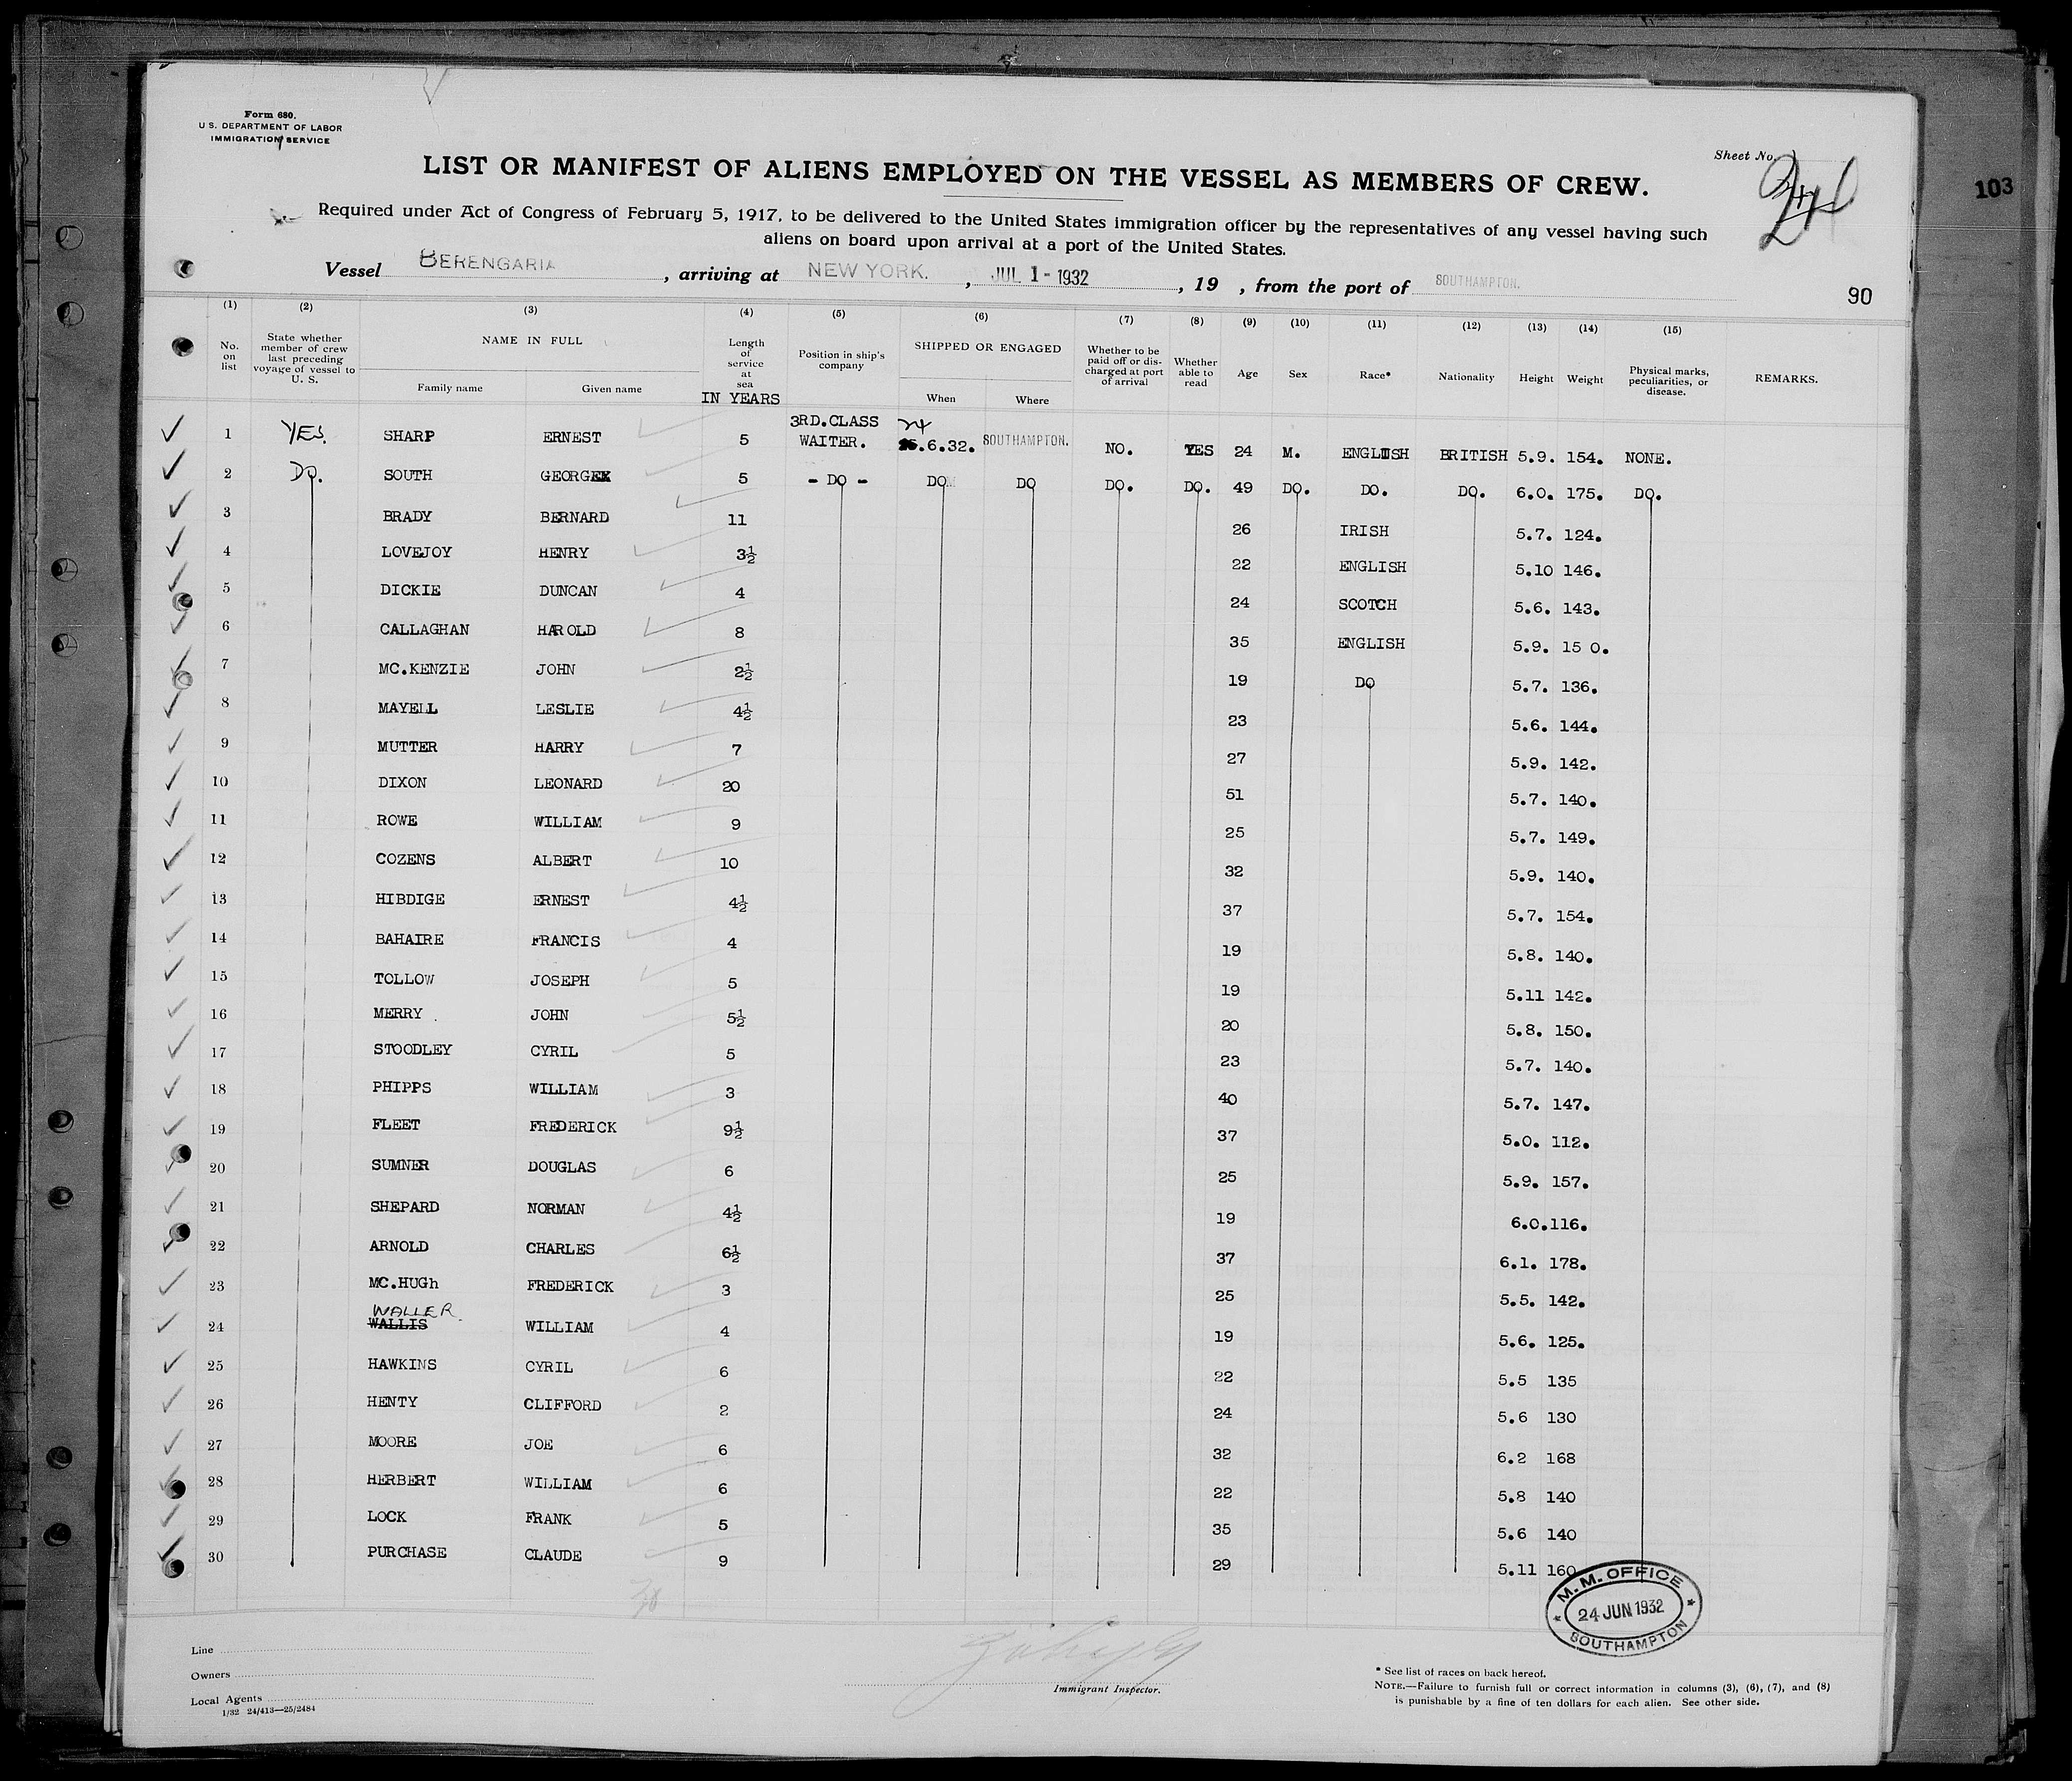 Form 680.
U.S. DEPARTMENT OF LABOR
IMMIGRATION SERVICE
Sheet No.
LIST OR MANIFEST OF ALIENS EMPLOYED ON THE VESSEL AS MEMBERS OF CREW.
103
Required under Act of Congress of February 5, 1917, to be delivered to the United States immigration officer by the representatives of any vessel having such
aliens on board upon arrival at a port of the United States.
Vessel BERENGARIA, arriving at NEW YORK., JUL 1 - 1932, 19 , from the port of SOUTHAMPTON.
90
(1) (2) (3) (4) (5) (6) (7) (8) (9) (10) (11) (12) (13) (14) (15)
No. on list State whether member of crew last preceding voyage of vessel to U. S. NAME IN FULL Family name Given name Length of service at sea IN YEARS Position in ship's company SHIPPED OR ENGAGED When Where Whether to be paid off or discharged at port of arrival Whether able to read Age Sex Race* Nationality Height Weight Physical marks, peculiarities, or disease. REMARKS.
1 YES. SHARP ERNEST 5 3RD.CLASS WAITER. 24 .6.32. SOUTHAMPTON. NO. YES 24 M. ENGLISH BRITISH 5.9. 154. NONE.
2 DO. SOUTH GEORGE 5 - DO - DO DO DO. DO. 49 DO. DO. DO. 6.0. 175. DO.
3 BRADY BERNARD 11 26 IRISH 5.7. 124.
4 LOVEJOY HENRY 3½ 22 ENGLISH 5.10 146.
5 DICKIE DUNCAN 4 24 SCOTCH 5.6. 143.
6 CALLAGHAN HAROLD 8 35 ENGLISH 5.9. 15 0.
7 MC.KENZIE JOHN 2½ 19 DO 5.7. 136.
8 MAYELL LESLIE 4½ 23 5.6. 144.
9 MUTTER HARRY 7 27 5.9. 142.
10 DIXON LEONARD 20 51 5.7. 140.
11 ROWE WILLIAM 9 25 5.7. 149.
12 COZENS ALBERT 10 32 5.9. 140.
13 HIBDIGE ERNEST 4½ 37 5.7. 154.
14 BAHAIRE FRANCIS 4 19 5.8. 140.
15 TOLLOW JOSEPH 5 19 5.11 142.
16 MERRY JOHN 5½ 20 5.8. 150.
17 STOODLEY CYRIL 5 23 5.7. 140.
18 PHIPPS WILLIAM 3 40 5.7. 147.
19 FLEET FREDERICK 9½ 37 5.0. 112.
20 SUMNER DOUGLAS 6 25 5.9. 157.
21 SHEPARD NORMAN 4½ 19 6.0.116.
22 ARNOLD CHARLES 6½ 37 6.1. 178.
23 MC.HUGh FREDERICK 3 25 5.5. 142.
WALLER
24 WALLIS WILLIAM 4 19 5.6. 125.
25 HAWKINS CYRIL 6 22 5.5 135
26 HENTY CLIFFORD 2 24 5.6 130
27 MOORE JOE 6 32 6.2 168
28 HERBERT WILLIAM 6 22 5.8 140
29 LOCK FRANK 5 35 5.6 140
30 PURCHASE CLAUDE 9 29 5.11 160
30
M.M. OFFICE
24 JUN 1932
SOUTHAMPTON
Line
Owners
Local Agents
1/32 24/413—25/2484
Immigrant Inspector.
* See list of races on back hereof.
NOTE.—Failure to furnish full or correct information in columns (3), (6), (7), and (8)
is punishable by a fine of ten dollars for each alien. See other side.